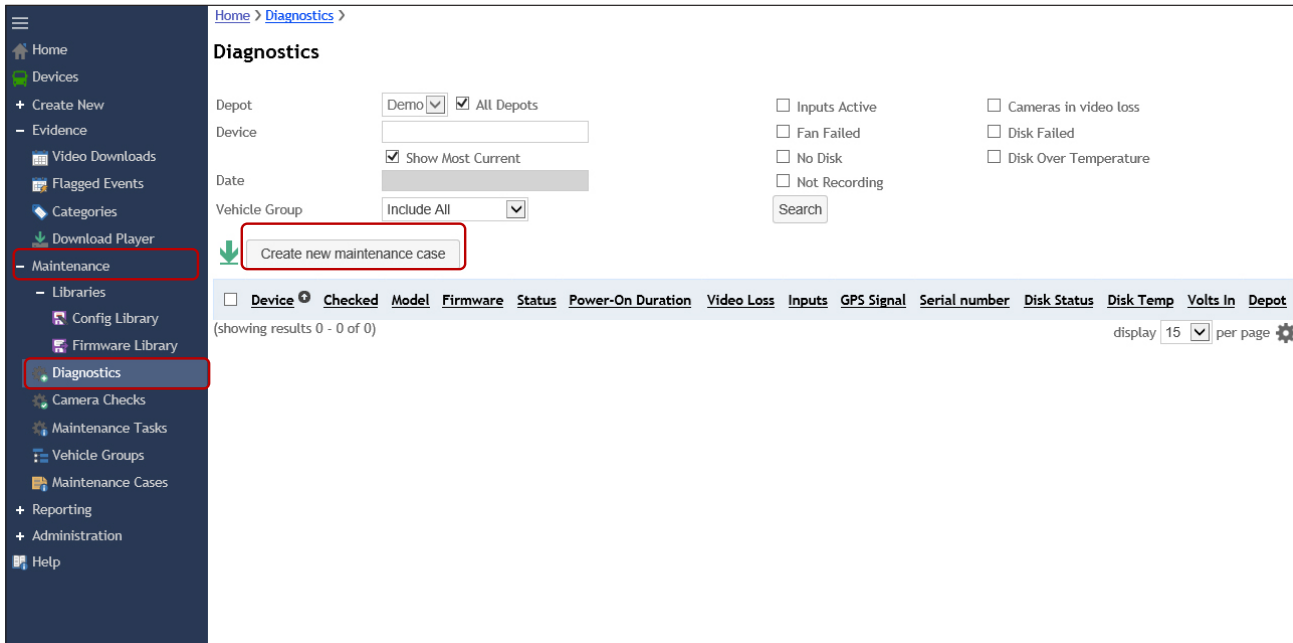 Home > Diagnostics >
Home
Devices
+ Create New
– Evidence
Video Downloads
Flagged Events
Categories
Download Player
– Maintenance
– Libraries
Config Library
Firmware Library
Diagnostics
Camera Checks
Maintenance Tasks
Vehicle Groups
Maintenance Cases
+ Reporting
+ Administration
Help
Diagnostics
Depot Demo All Depots
Device
Show Most Current
Date
Vehicle Group Include All
Inputs Active Cameras in video loss
Fan Failed Disk Failed
No Disk Disk Over Temperature
Not Recording
Search
Create new maintenance case
Device Checked Model Firmware Status Power-On Duration Video Loss Inputs GPS Signal Serial number Disk Status Disk Temp Volts In Depot
(showing results 0 - 0 of 0) display 15 per page